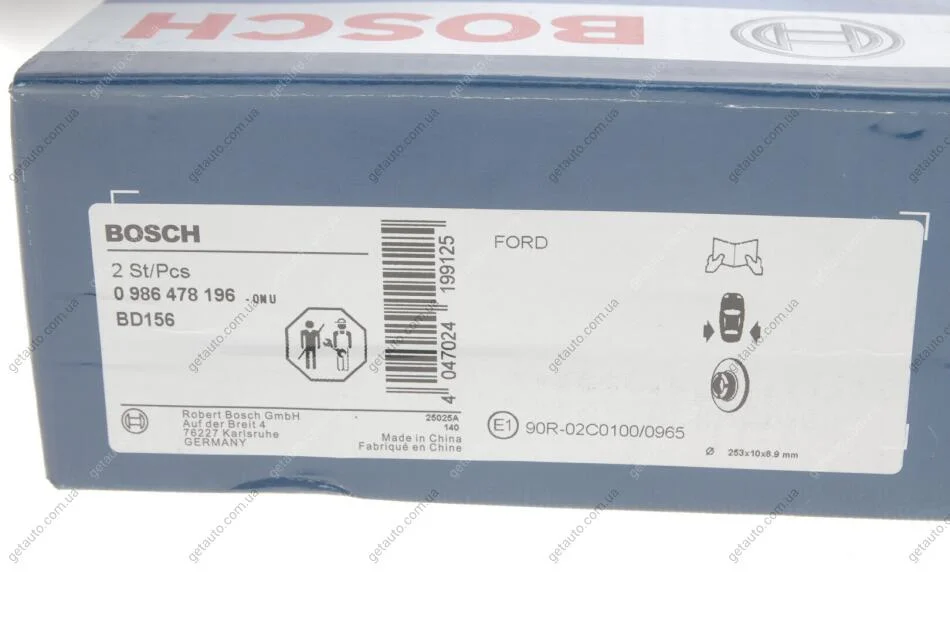 BOSCH
BOSCH
2 St/Pcs
0 986 478 196 - 0NU
BD156
4 047024 199125
FORD
Robert Bosch GmbH
Auf der Breit 4
76227 Karlsruhe
GERMANY
25025A
140
Made in China
Fabriqué en Chine
E1 90R-02C0100/0965
Ø 253x10x8.9 mm
getauto.com.ua